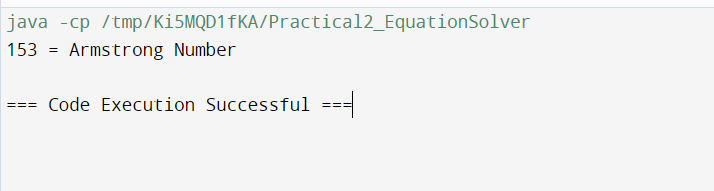 java -cp /tmp/Ki5MQD1fKA/Practical2_EquationSolver
153 = Armstrong Number
=== Code Execution Successful ===